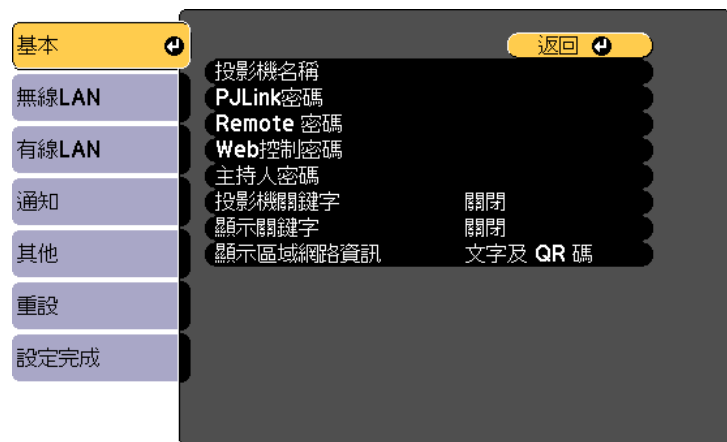 基本
無線LAN
有線LAN
通知
其他
重設
設定完成
返回
投影機名稱
PJLink密碼
Remote 密碼
Web控制密碼
主持人密碼
投影機關鍵字 關閉
顯示關鍵字 關閉
顯示區域網路資訊 文字及 QR 碼